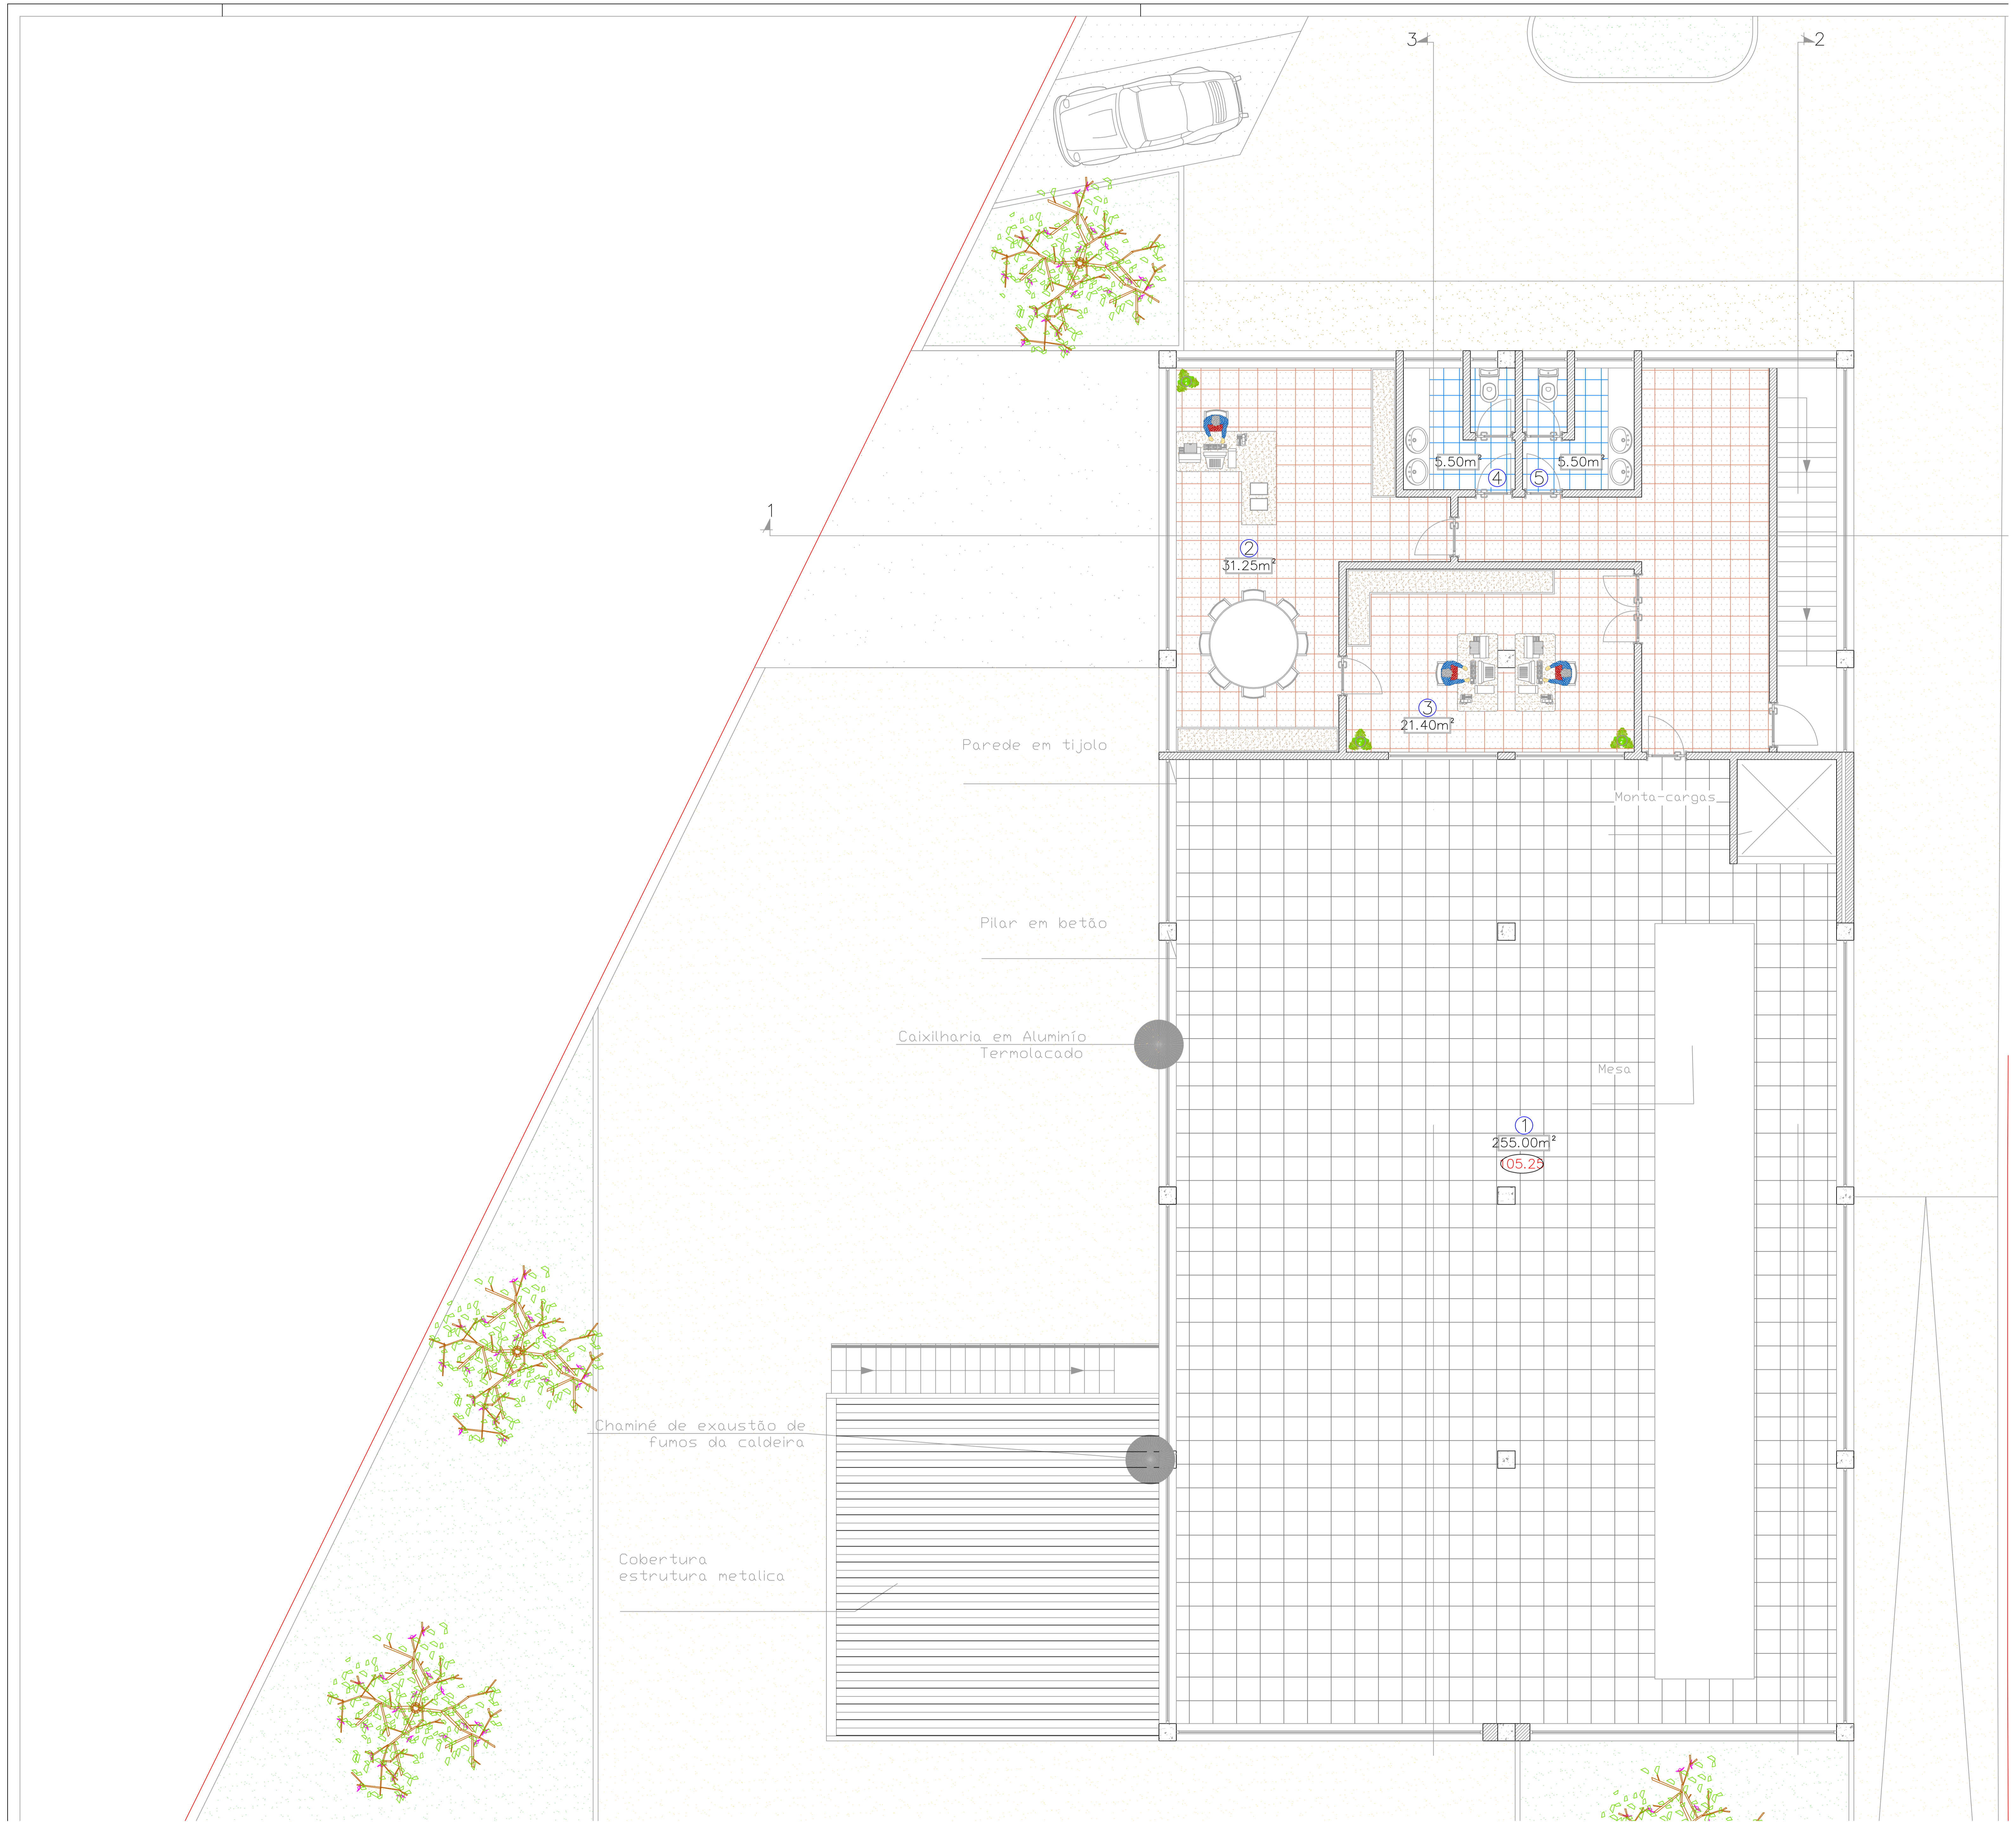 3
2
5.50m²
5.50m²
4
5
1
2
31.25m²
3
21.40m²
Parede em tijolo
Monta-cargas
Pilar em betão
Caixilharia em Aluminío
Termolacado
Mesa
1
255.00m²
105.25
Chaminé de exaustão de
fumos da caldeira
Cobertura
estrutura metalica